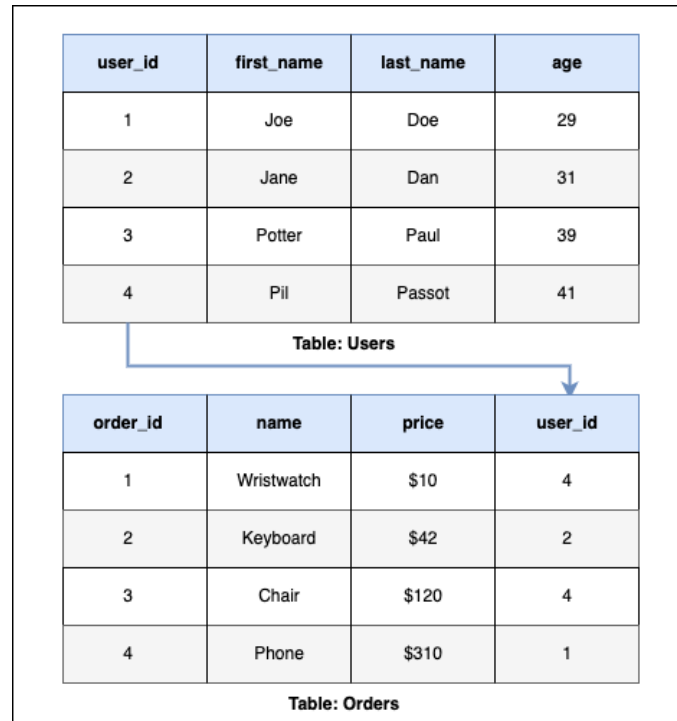 user_id first_name last_name age
1 Joe Doe 29
2 Jane Dan 31
3 Potter Paul 39
4 Pil Passot 41
Table: Users
order_id name price user_id
1 Wristwatch $10 4
2 Keyboard $42 2
3 Chair $120 4
4 Phone $310 1
Table: Orders